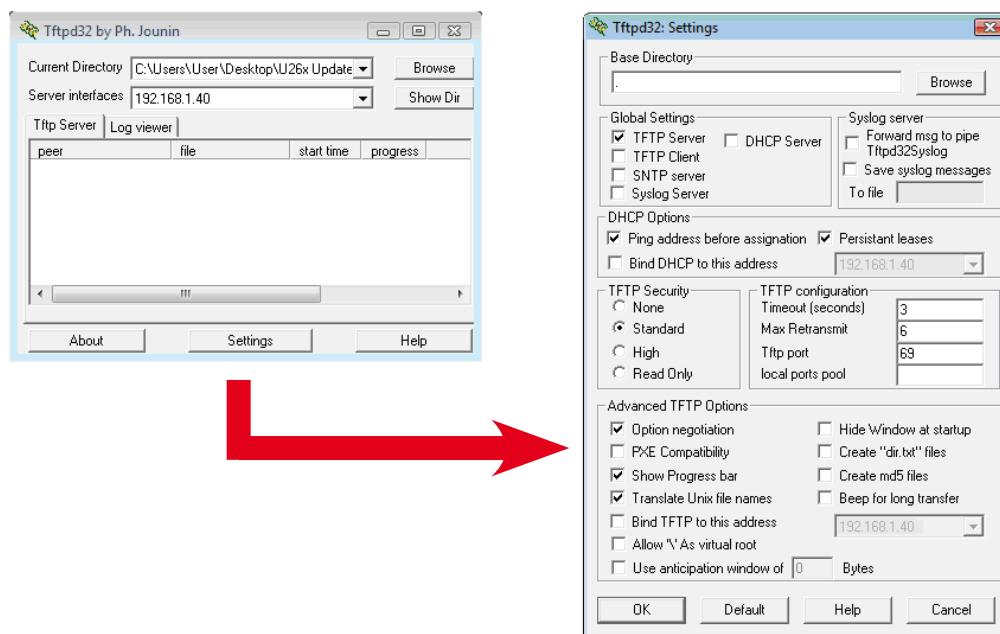 Tftpd32 by Ph. Jounin
Current Directory C:\Users\User\Desktop\U26x Update Browse
Server interfaces 192.168.1.40 Show Dir
Tftp Server Log viewer
peer file start time progress
About Settings Help
Tftpd32: Settings
Base Directory
. Browse
Global Settings
TFTP Server DHCP Server
TFTP Client
SNTP server
Syslog Server
Syslog server
Forward msg to pipe
Tftpd32Syslog
Save syslog messages
To file
DHCP Options
Ping address before assignation Persistant leases
Bind DHCP to this address 192.168.1.40
TFTP Security
None
Standard
High
Read Only
TFTP configuration
Timeout (seconds) 3
Max Retransmit 6
Tftp port 69
local ports pool
Advanced TFTP Options
Option negotiation Hide Window at startup
PXE Compatibility Create "dir.txt" files
Show Progress bar Create md5 files
Translate Unix file names Beep for long transfer
Bind TFTP to this address 192.168.1.40
Allow '\' As virtual root
Use anticipation window of 0 Bytes
OK Default Help Cancel